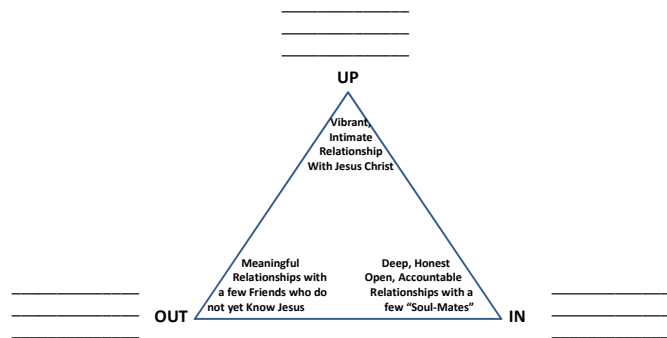 UP
Vibrant,
Intimate
Relationship
With Jesus Christ
Meaningful
Relationships with
a few Friends who do
not yet Know Jesus
Deep, Honest
Open, Accountable
Relationships with a
few “Soul-Mates”
OUT
IN